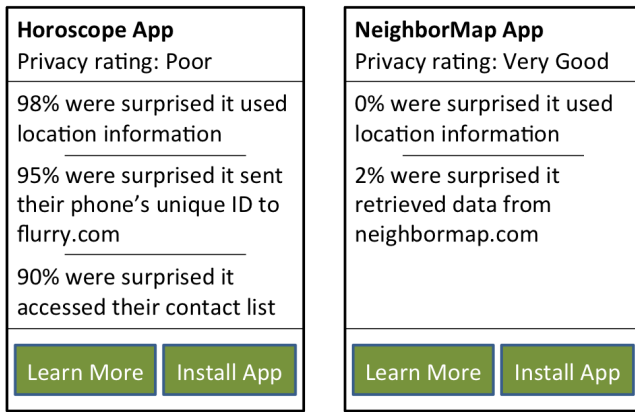 Horoscope App
Privacy rating: Poor
98% were surprised it used
location information
95% were surprised it sent
their phone's unique ID to
flurry.com
90% were surprised it
accessed their contact list
Learn More
Install App
NeighborMap App
Privacy rating: Very Good
0% were surprised it used
location information
2% were surprised it
retrieved data from
neighbormap.com
Learn More
Install App